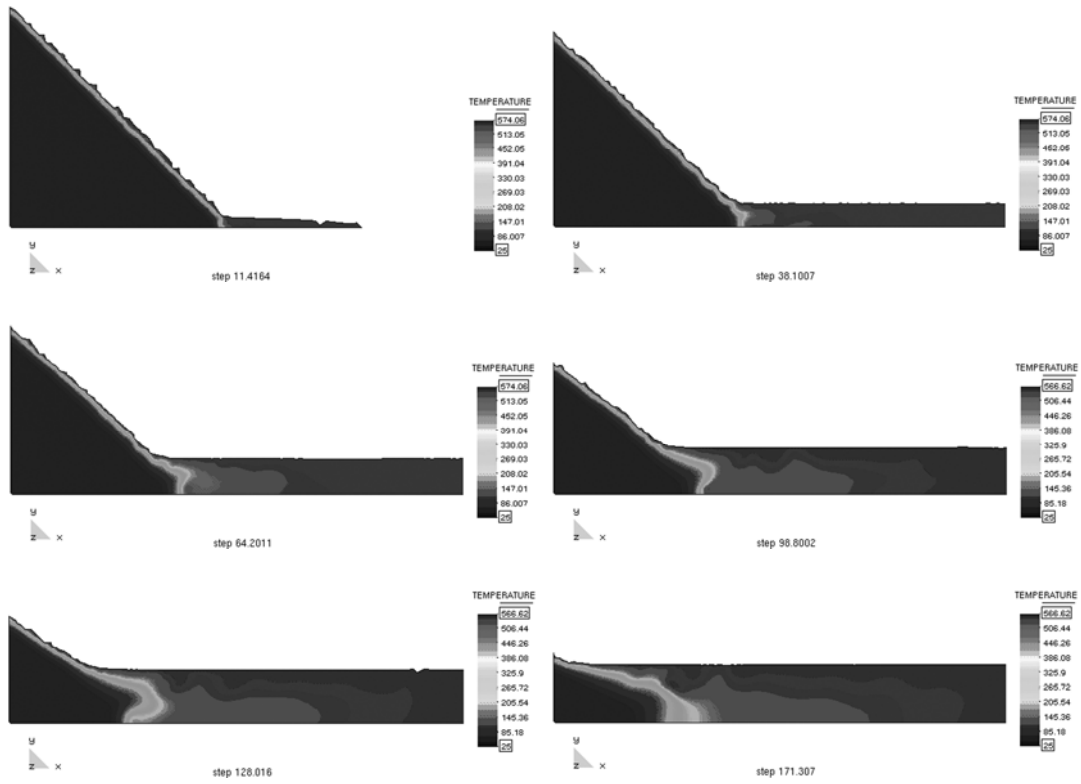 TEMPERATURE
574.06
513.05
452.05
391.04
330.03
269.03
208.02
147.01
86.007
25
y
z x
step 11.4164
TEMPERATURE
574.06
513.05
452.06
391.04
330.03
269.03
208.02
147.01
86.007
25
y
z x
step 38.1007
TEMPERATURE
574.06
513.05
452.05
391.04
330.03
269.03
208.02
147.01
86.007
25
y
z x
step 64.2011
TEMPERATURE
566.62
506.44
446.26
386.08
325.9
265.72
205.54
145.36
85.18
25
y
z x
step 98.8002
TEMPERATURE
566.62
506.44
446.26
386.08
325.9
265.72
205.54
145.36
85.18
25
y
z x
step 128.016
TEMPERATURE
566.62
506.44
446.26
386.08
325.9
265.72
205.54
145.36
85.18
25
y
z x
step 171.307